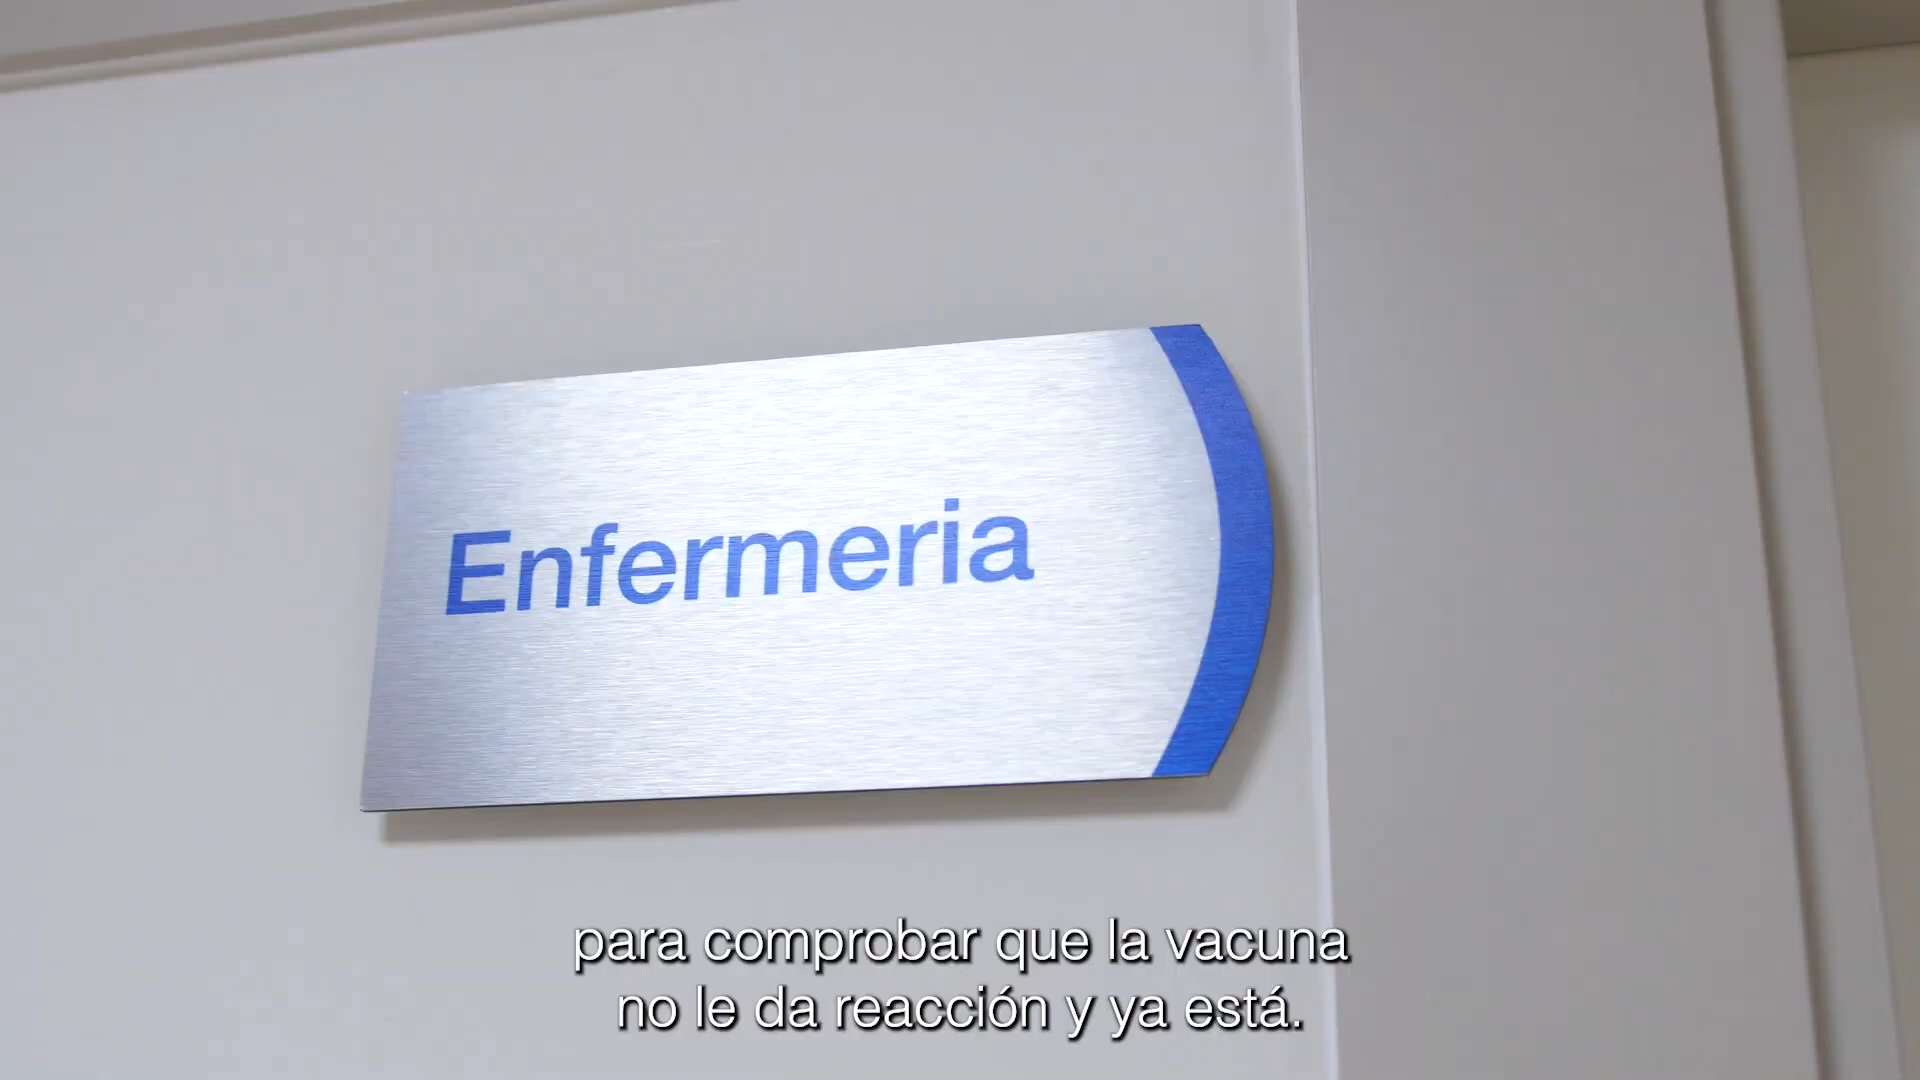 Enfermeria
para comprobar que la vacuna
no le da reacción y ya está.